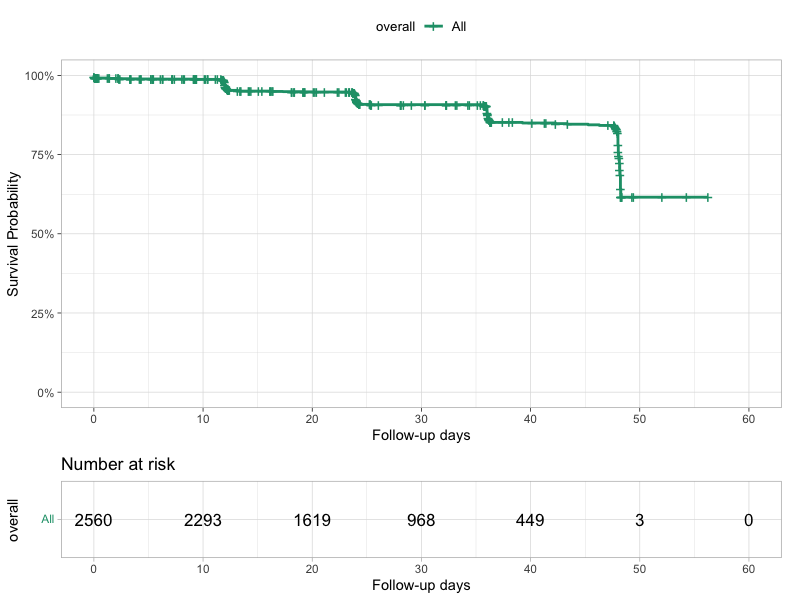 overall All
100%
75%
50%
25%
0%
Survival Probability
0 10 20 30 40 50 60
Follow-up days
Number at risk
overall
All 2560 2293 1619 968 449 3 0
0 10 20 30 40 50 60
Follow-up days